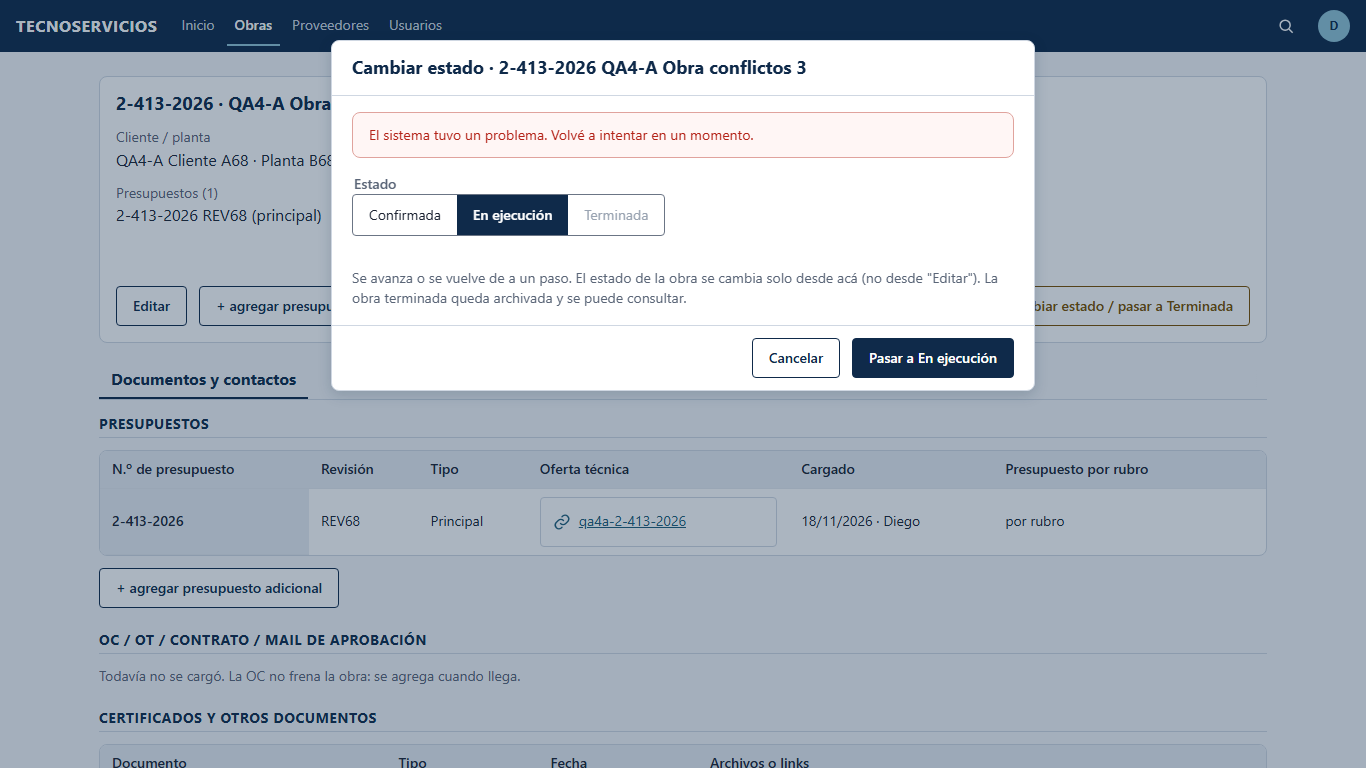 TECNOSERVICIOS Inicio Obras Proveedores Usuarios D
Cambiar estado · 2-413-2026 QA4-A Obra conflictos 3
El sistema tuvo un problema. Volvé a intentar en un momento.
Estado
Confirmada En ejecución Terminada
Se avanza o se vuelve de a un paso. El estado de la obra se cambia solo desde acá (no desde "Editar"). La
obra terminada queda archivada y se puede consultar.
Cancelar Pasar a En ejecución
2-413-2026 · QA4-A Obra
Cliente / planta
QA4-A Cliente A68 · Planta B68
Presupuestos (1)
2-413-2026 REV68 (principal)
Editar + agregar estado / pasar a Terminada
Documentos y contactos
PRESUPUESTOS
N.º de presupuesto Revisión Tipo Oferta técnica Cargado Presupuesto por rubro
2-413-2026 REV68 Principal qa4a-2-413-2026 18/11/2026 · Diego por rubro
+ agregar presupuesto adicional
OC / OT / CONTRATO / MAIL DE APROBACIÓN
Todavía no se cargó. La OC no frena la obra: se agrega cuando llega.
CERTIFICADOS Y OTROS DOCUMENTOS
Documento Tipo Fecha Archivos o links